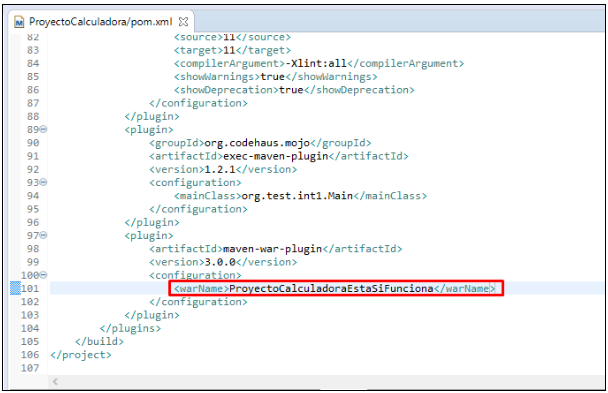 ProyectoCalculadora/pom.xml
82 <source>11</source>
83 <target>11</target>
84 <compilerArgument>-Xlint:all</compilerArgument>
85 <showWarnings>true</showWarnings>
86 <showDeprecation>true</showDeprecation>
87 </configuration>
88 </plugin>
89 <plugin>
90 <groupId>org.codehaus.mojo</groupId>
91 <artifactId>exec-maven-plugin</artifactId>
92 <version>1.2.1</version>
93 <configuration>
94 <mainClass>org.test.int1.Main</mainClass>
95 </configuration>
96 </plugin>
97 <plugin>
98 <artifactId>maven-war-plugin</artifactId>
99 <version>3.0.0</version>
100 <configuration>
101 <warName>ProyectoCalculadoraEstaSiFunciona</warName>
102 </configuration>
103 </plugin>
104 </plugins>
105 </build>
106 </project>
107